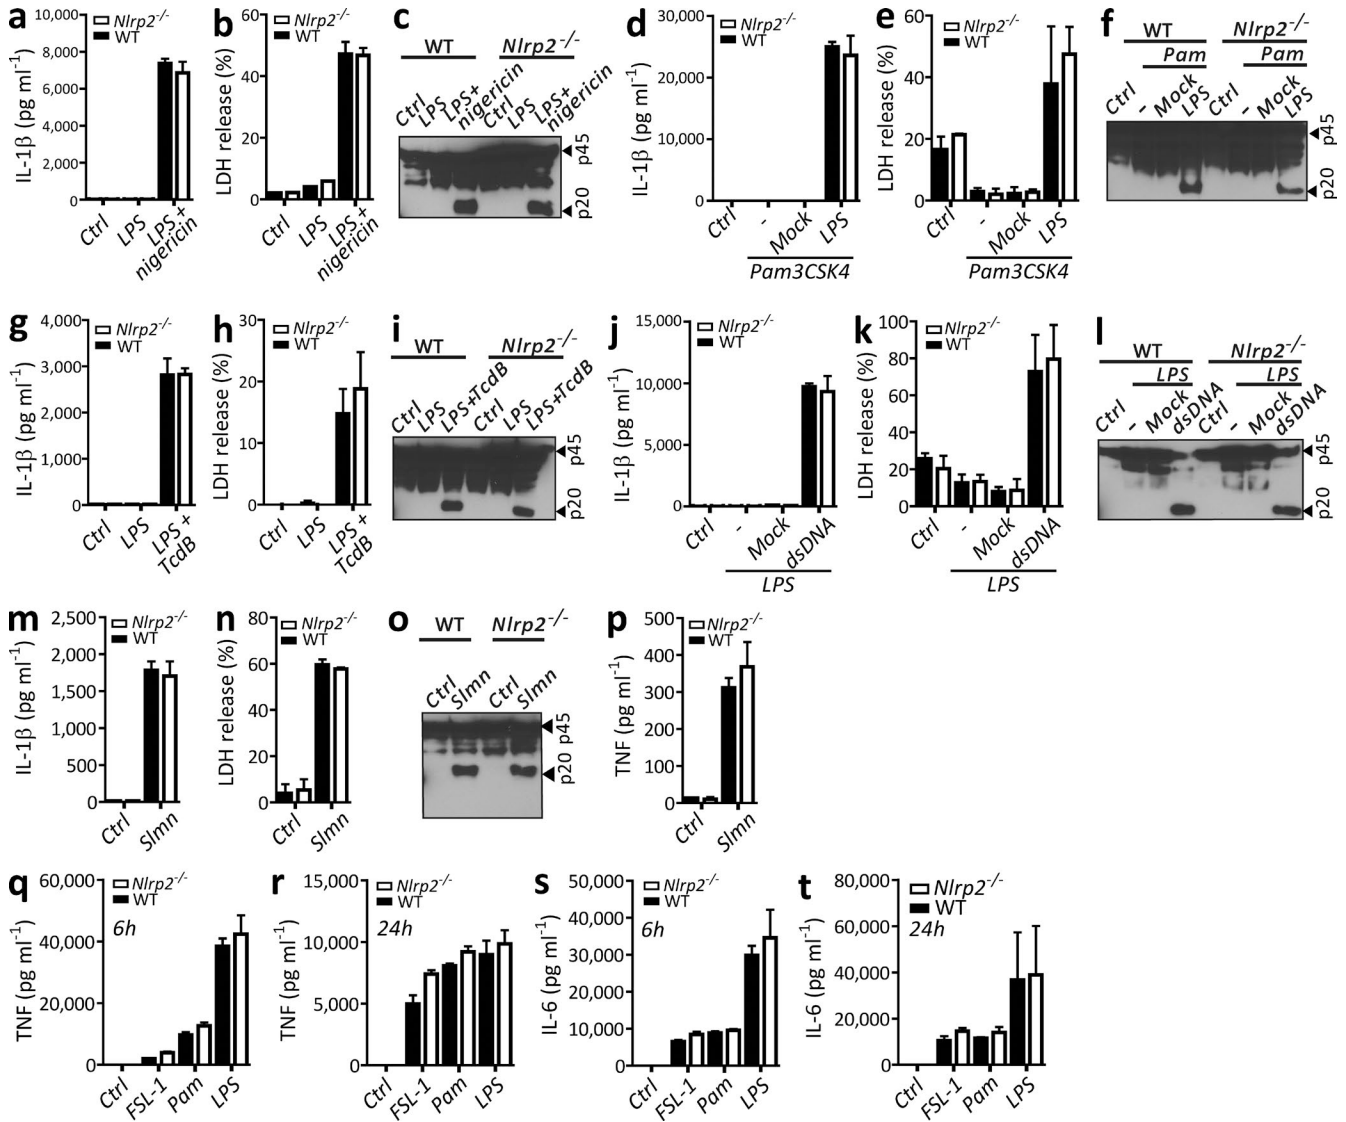 a
Nlrp2-/-
WT
IL-1β (pg ml-1)
10,000
8,000
6,000
4,000
2,000
0
Ctrl
LPS
LPS +
nigericin
b
Nlrp2-/-
WT
LDH release (%)
60
40
20
0
Ctrl
LPS
LPS +
nigericin
c
WT
Nlrp2-/-
Ctrl
LPS
LPS+
nigericin
Ctrl
LPS
LPS+
nigericin
p45
p20
d
Nlrp2-/-
WT
IL-1β (pg ml-1)
30,000
20,000
10,000
0
Ctrl
-
Mock
LPS
Pam3CSK4
e
Nlrp2-/-
WT
LDH release (%)
60
40
20
0
Ctrl
-
Mock
LPS
Pam3CSK4
f
WT
Nlrp2-/-
Pam
Pam
Ctrl
-
Mock
LPS
Ctrl
-
Mock
LPS
p45
p20
g
Nlrp2-/-
WT
IL-1β (pg ml-1)
4,000
3,000
2,000
1,000
0
Ctrl
LPS
LPS +
TcdB
h
Nlrp2-/-
WT
LDH release (%)
30
20
10
0
Ctrl
LPS
LPS +
TcdB
i
WT
Nlrp2-/-
Ctrl
LPS
LPS+TcdB
Ctrl
LPS
LPS+TcdB
p45
p20
j
Nlrp2-/-
WT
IL-1β (pg ml-1)
15,000
10,000
5,000
0
Ctrl
-
Mock
dsDNA
LPS
k
Nlrp2-/-
WT
LDH release (%)
100
80
60
40
20
0
Ctrl
-
Mock
dsDNA
LPS
l
WT
Nlrp2-/-
LPS
LPS
Ctrl
-
Mock
dsDNA
Ctrl
-
Mock
dsDNA
p45
p20
m
Nlrp2-/-
WT
IL-1β (pg ml-1)
2,500
2,000
1,500
1,000
500
0
Ctrl
Slmn
n
Nlrp2-/-
WT
LDH release (%)
80
60
40
20
0
Ctrl
Slmn
o
WT
Nlrp2-/-
Ctrl
Slmn
Ctrl
Slmn
p45
p20
p
Nlrp2-/-
WT
TNF (pg ml-1)
500
400
300
200
100
0
Ctrl
Slmn
q
Nlrp2-/-
WT
6h
TNF (pg ml-1)
60,000
40,000
20,000
0
Ctrl
FSL-1
Pam
LPS
r
Nlrp2-/-
WT
24h
TNF (pg ml-1)
15,000
10,000
5,000
0
Ctrl
FSL-1
Pam
LPS
s
Nlrp2-/-
WT
6h
IL-6 (pg ml-1)
50,000
40,000
30,000
20,000
10,000
0
Ctrl
FSL-1
Pam
LPS
t
Nlrp2-/-
WT
24h
IL-6 (pg ml-1)
80,000
60,000
40,000
20,000
0
Ctrl
FSL-1
Pam
LPS